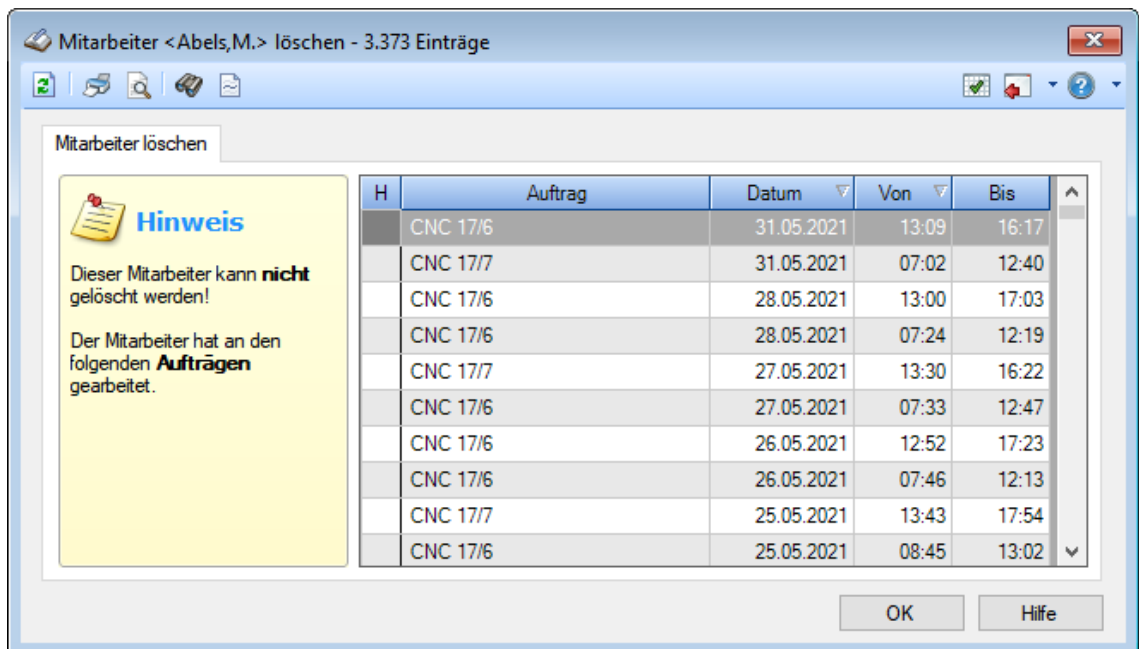 Mitarbeiter <Abels,M.> löschen - 3.373 Einträge
Mitarbeiter löschen
Hinweis
Dieser Mitarbeiter kann nicht
gelöscht werden!
Der Mitarbeiter hat an den
folgenden Aufträgen
gearbeitet.
H Auftrag Datum Von Bis
CNC 17/6 31.05.2021 13:09 16:17
CNC 17/7 31.05.2021 07:02 12:40
CNC 17/6 28.05.2021 13:00 17:03
CNC 17/6 28.05.2021 07:24 12:19
CNC 17/7 27.05.2021 13:30 16:22
CNC 17/6 27.05.2021 07:33 12:47
CNC 17/6 26.05.2021 12:52 17:23
CNC 17/6 26.05.2021 07:46 12:13
CNC 17/7 25.05.2021 13:43 17:54
CNC 17/6 25.05.2021 08:45 13:02
OK Hilfe